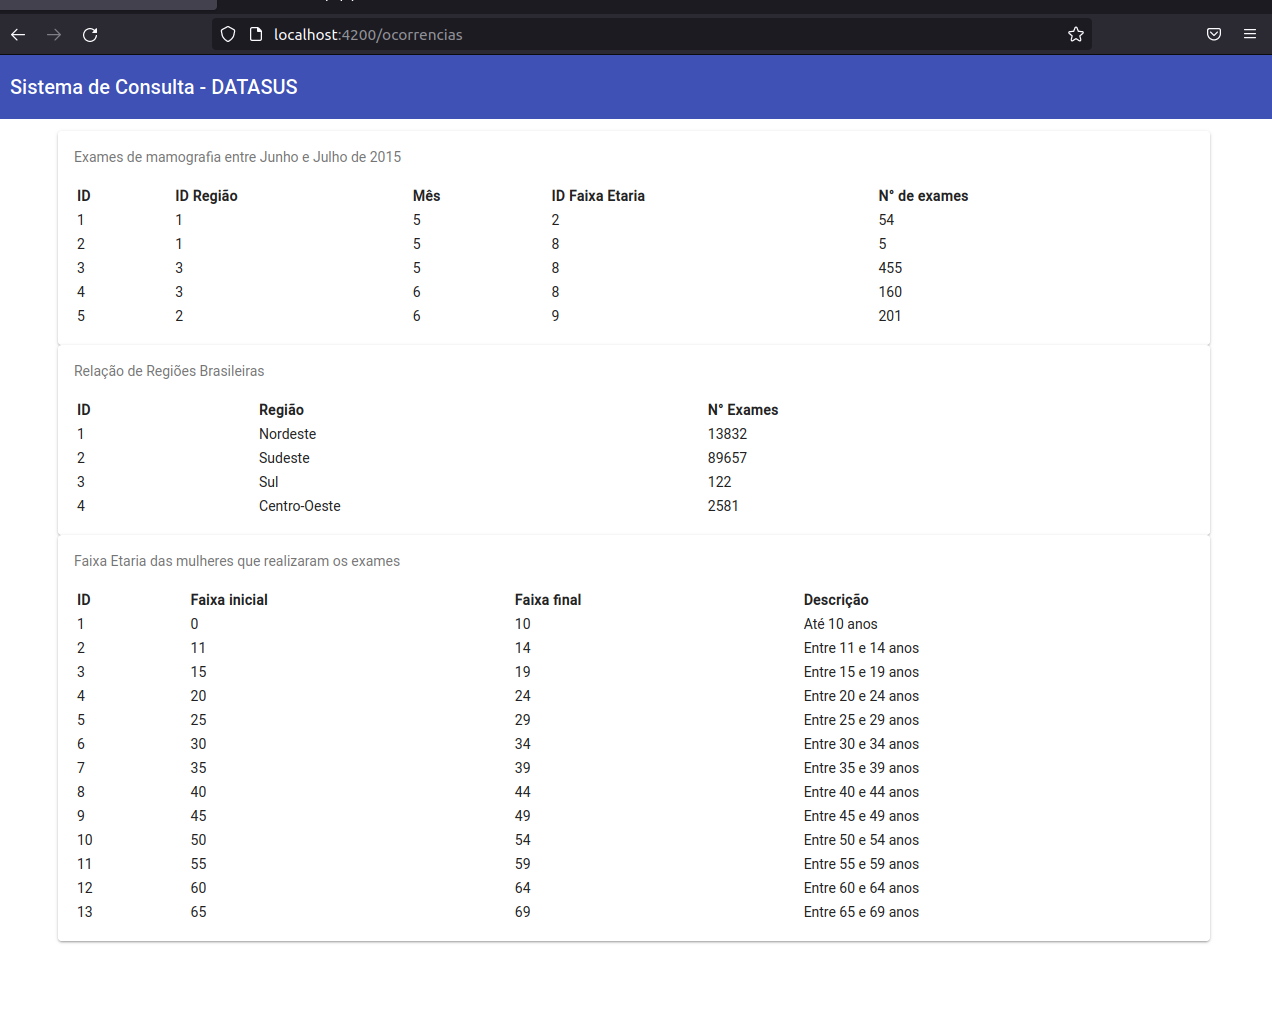 localhost:4200/ocorrencias
Sistema de Consulta - DATASUS
Exames de mamografia entre Junho e Julho de 2015
ID ID Região Mês ID Faixa Etaria N° de exames
1 1 5 2 54
2 1 5 8 5
3 3 5 8 455
4 3 6 8 160
5 2 6 9 201
Relação de Regiões Brasileiras
ID Região N° Exames
1 Nordeste 13832
2 Sudeste 89657
3 Sul 122
4 Centro-Oeste 2581
Faixa Etaria das mulheres que realizaram os exames
ID Faixa inicial Faixa final Descrição
1 0 10 Até 10 anos
2 11 14 Entre 11 e 14 anos
3 15 19 Entre 15 e 19 anos
4 20 24 Entre 20 e 24 anos
5 25 29 Entre 25 e 29 anos
6 30 34 Entre 30 e 34 anos
7 35 39 Entre 35 e 39 anos
8 40 44 Entre 40 e 44 anos
9 45 49 Entre 45 e 49 anos
10 50 54 Entre 50 e 54 anos
11 55 59 Entre 55 e 59 anos
12 60 64 Entre 60 e 64 anos
13 65 69 Entre 65 e 69 anos